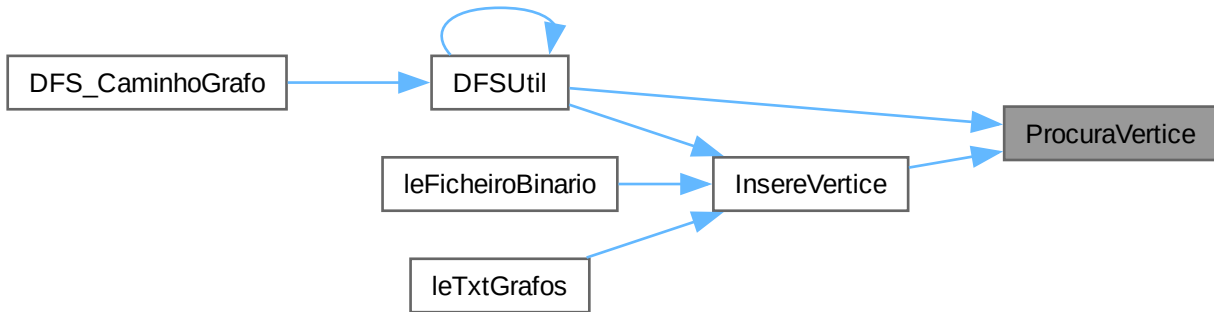 DFS_CaminhoGrafo
DFSUtil
ProcuraVertice
leFicheiroBinario
InsereVertice
leTxtGrafos